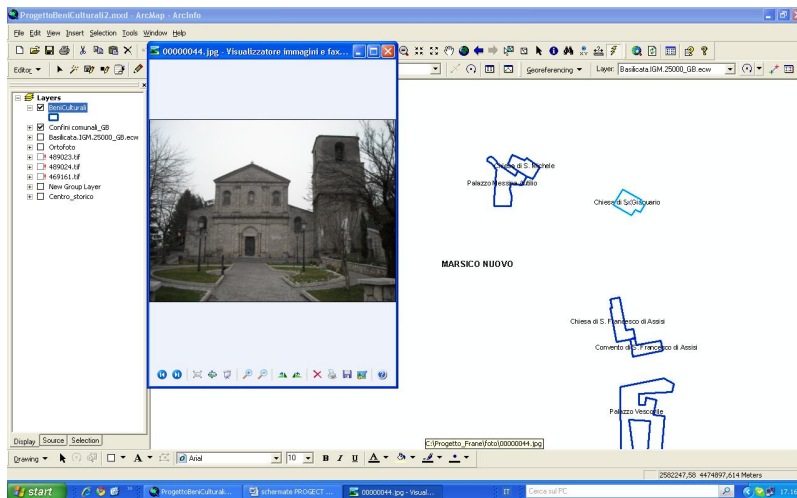 ProgettoBeniCulturali2.mxd - ArcMap - ArcInfo
File Edit View Insert Selection Tools Window Help
00000044.jpg - Visualizzatore immagini e fax...
Editor
Georeferencing Layer: Basilicata.IGM.25000_GB.ecw
Layers
BeniCulturali
Confini comunali_GB
Basilicata.IGM.25000_GB.ecw
Ortofoto
489023.tif
489024.tif
469161.tif
New Group Layer
Centro_storico
Chiesa di S. Michele
Palazzo
Chiesa di S.
MARSICO NUOVO
Chiesa di S. Francesco di Assisi
Convento di S. Francesco di Assisi
Palazzo Vescovile
C:\Progetto_Frane\foto\00000044.jpg
Display Source Selection
Drawing A Arial 10 B I U A
2582247,58 4474897,614 Meters
start ProgettoBeniCulturali... schermate PROGECT ... 00000044.jpg - Visual... IT Cerca sul PC 17.16